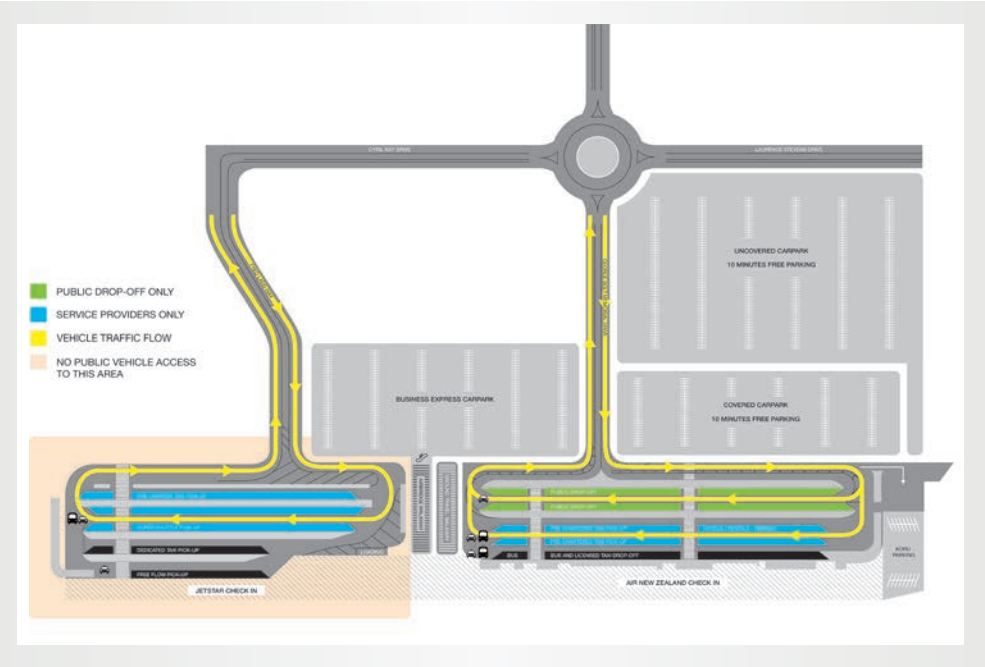 CYRIL KAY DRIVE
LAURENCE STEVENS DRIVE
UNCOVERED CARPARK
10 MINUTES FREE PARKING
PUBLIC DROP-OFF ONLY
SERVICE PROVIDERS ONLY
VEHICLE TRAFFIC FLOW
NO PUBLIC VEHICLE ACCESS
TO THIS AREA
BUSINESS EXPRESS CARPARK
COVERED CARPARK
10 MINUTES FREE PARKING
PUBLIC DROP-OFF
PUBLIC DROP-OFF
DEDICATED TAXI PICK-UP
BUS
BUS AND LICENSED TAXI DROP-OFF
LOADING
KORU
PARKING
FREE FLOW PICK-UP
JETSTAR CHECK IN
AIR NEW ZEALAND CHECK IN